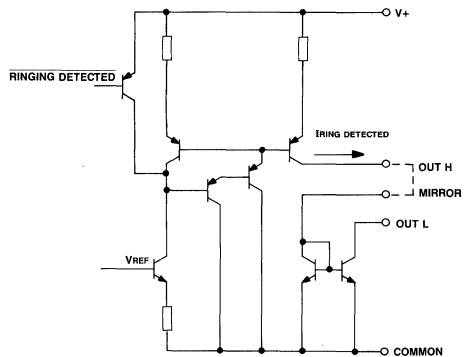 V+
RINGING DETECTED
IRING DETECTED
OUT H
MIRROR
OUT L
VREF
COMMON